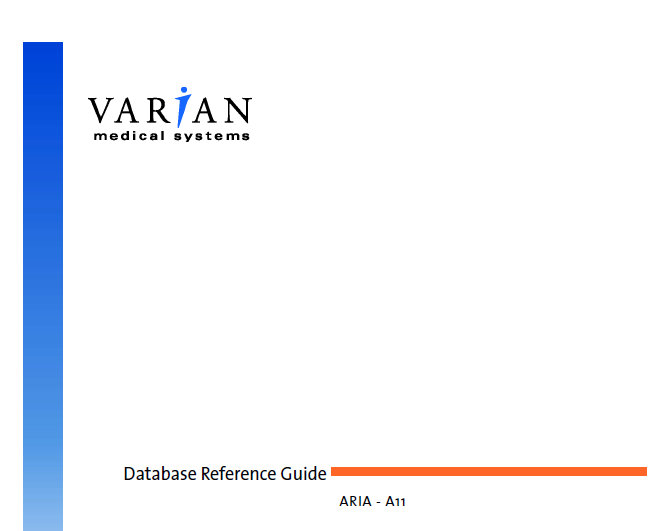 VARIAN
medical systems
Database Reference Guide
ARIA - A11